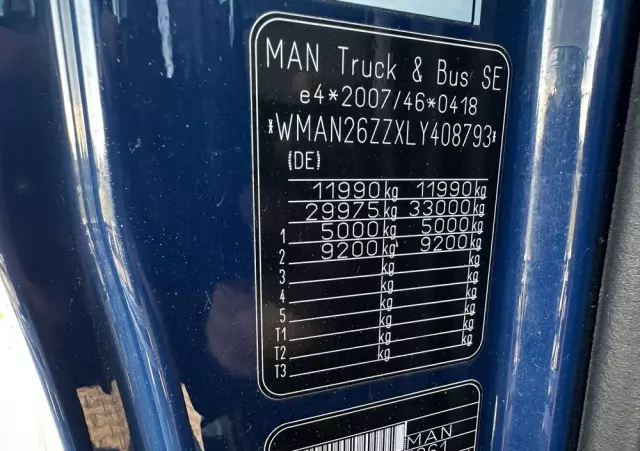 MAN Truck & Bus SE
e4*2007/46*0418
*WMAN26ZZXLY408793*
(DE)
11990 kg 11990 kg
29975 kg 33000 kg
1 5000 kg 5000 kg
2 9200 kg 9200 kg
3 kg kg
4 kg kg
5 kg kg
T1 kg kg
T2 kg kg
T3
MAN